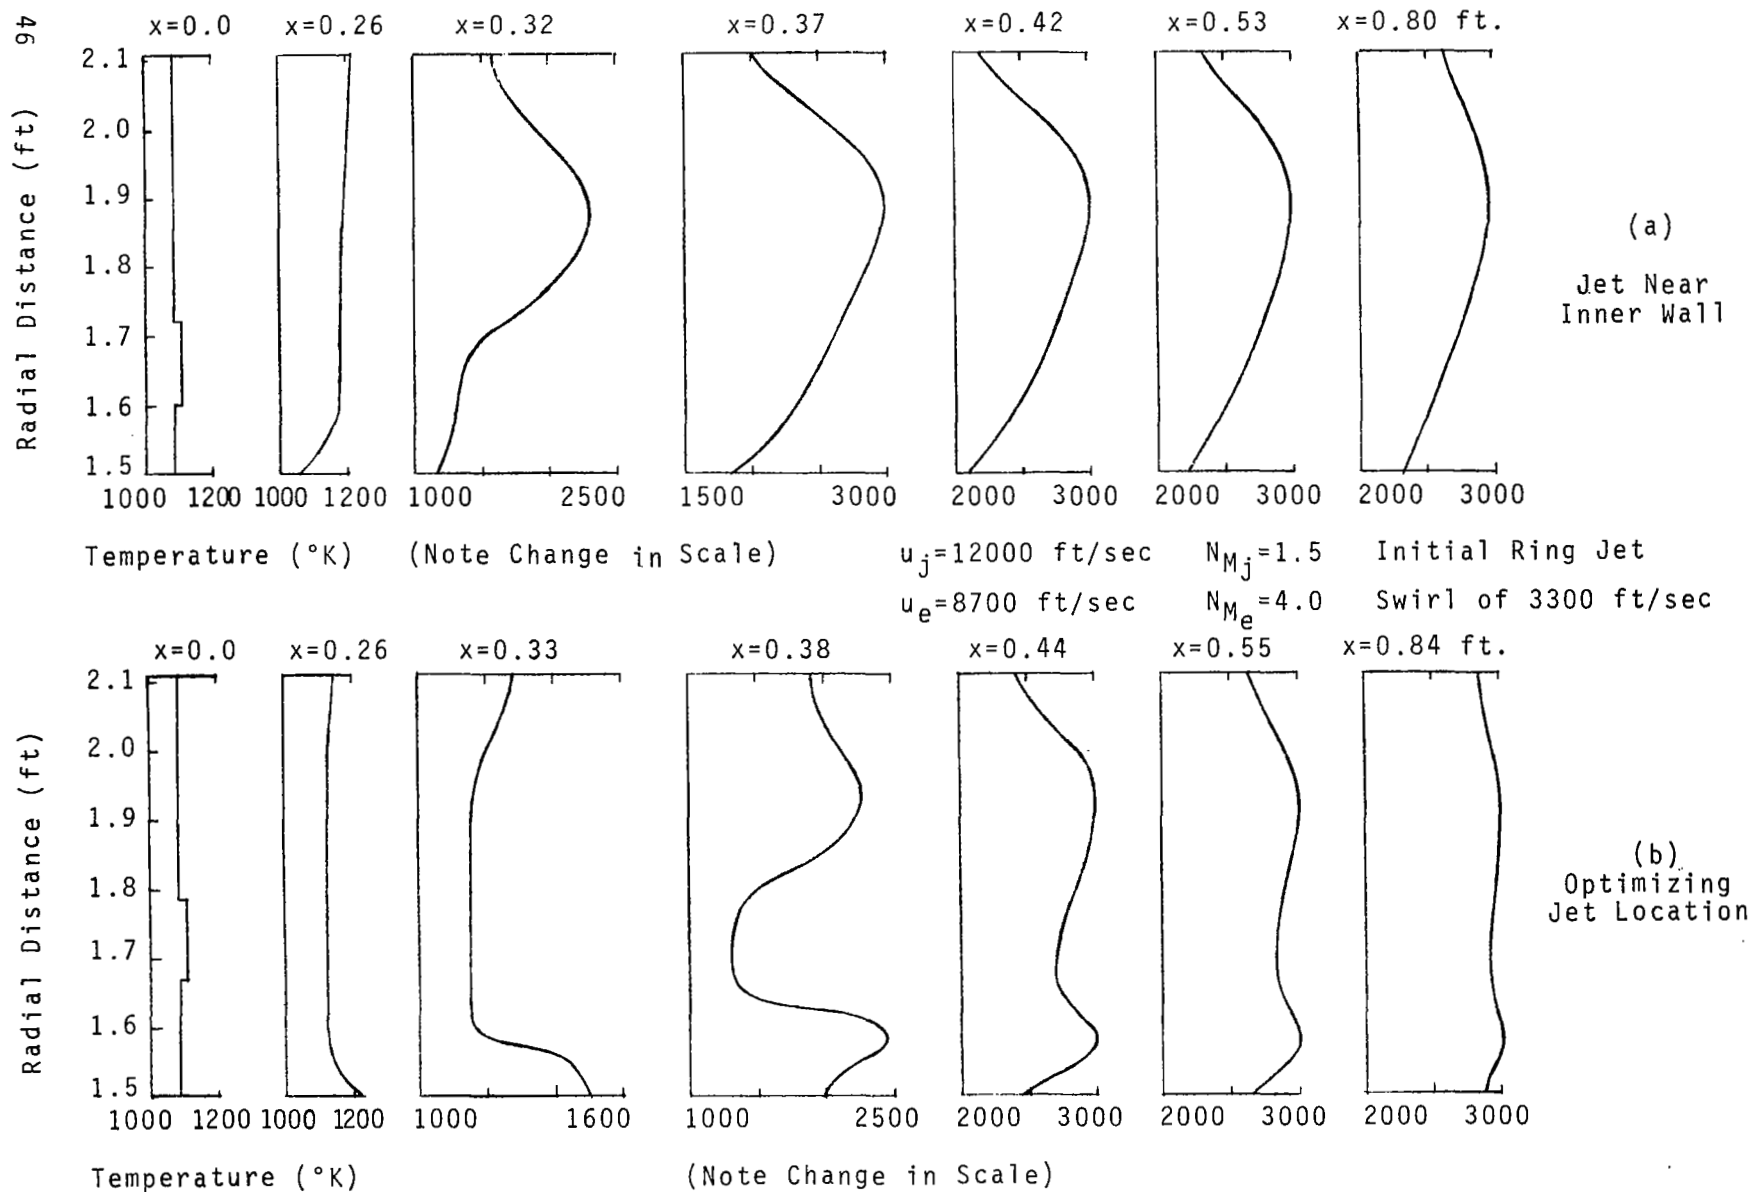 46
x=0.0 x=0.26 x=0.32 x=0.37 x=0.42 x=0.53 x=0.80 ft.
Radial Distance (ft)
2.1
2.0
1.9
1.8
1.7
1.6
1.5
1000 1200 1000 1200 1000 2500 1500 3000 2000 3000 2000 3000 2000 3000
(a)
Jet Near
Inner Wall
Temperature (°K) (Note Change in Scale) uj=12000 ft/sec NMj=1.5 Initial Ring Jet
ue=8700 ft/sec NMe=4.0 Swirl of 3300 ft/sec
x=0.0 x=0.26 x=0.33 x=0.38 x=0.44 x=0.55 x=0.84 ft.
Radial Distance (ft)
2.1
2.0
1.9
1.8
1.7
1.6
1.5
1000 1200 1000 1200 1000 1600 1000 2500 2000 3000 2000 3000 2000 3000
(b)
Optimizing
Jet Location
Temperature (°K) (Note Change in Scale)